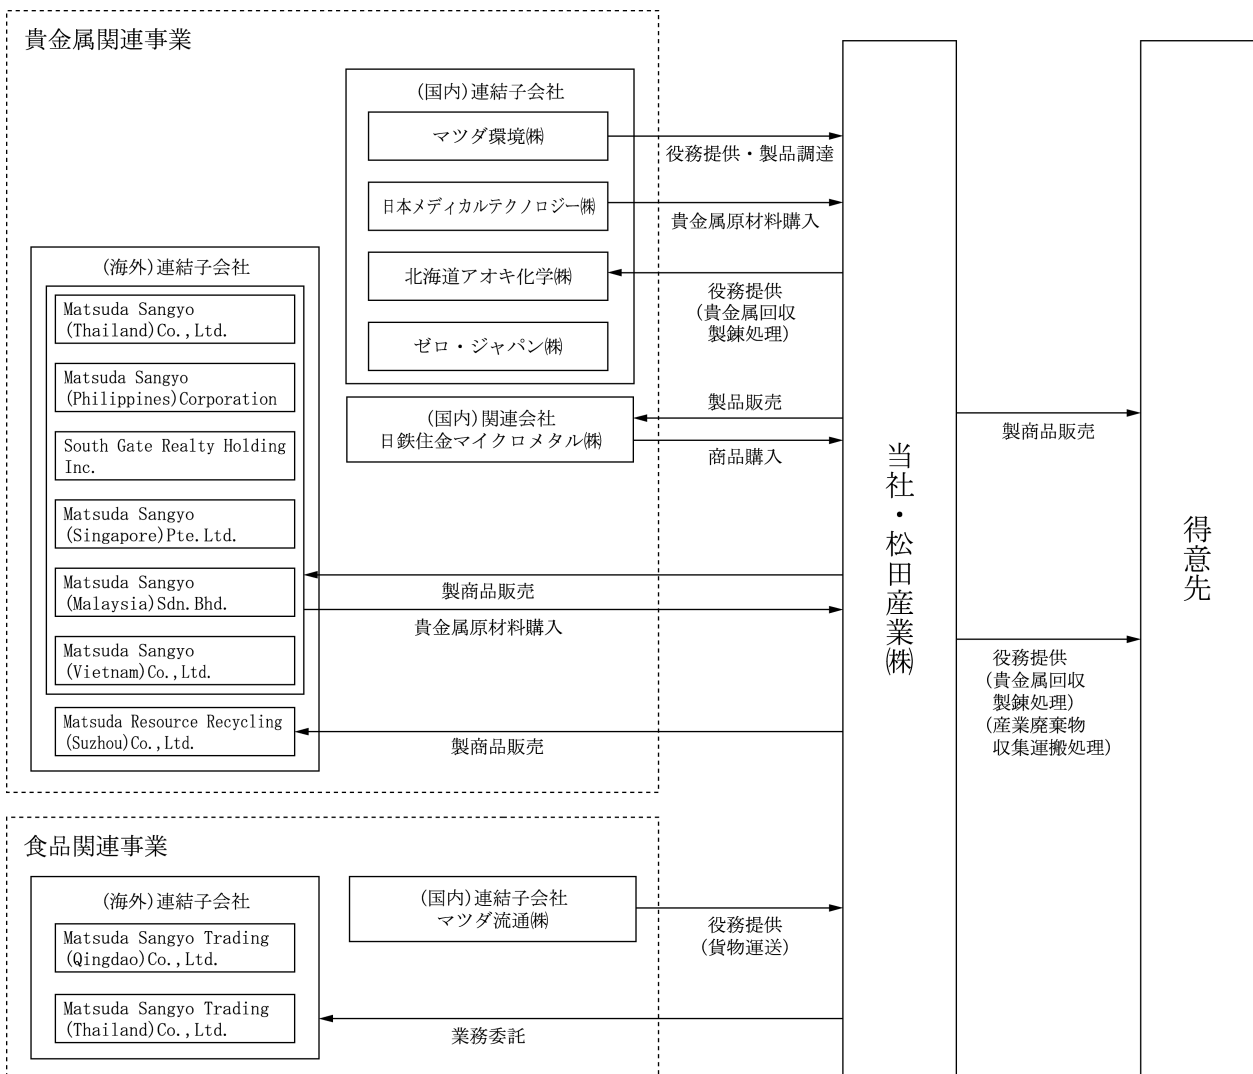 貴金属関連事業
(国内)連結子会社
マツダ環境㈱
役務提供・製品調達
日本メディカルテクノロジー㈱
貴金属原材料購入
北海道アオキ化学㈱
役務提供
(貴金属回収
製錬処理)
ゼロ・ジャパン㈱
(国内)関連会社
日鉄住金マイクロメタル㈱
製品販売
商品購入
(海外)連結子会社
Matsuda Sangyo
(Thailand)Co.,Ltd.
Matsuda Sangyo
(Philippines)Corporation
South Gate Realty Holding
Inc.
Matsuda Sangyo
(Singapore)Pte.Ltd.
Matsuda Sangyo
(Malaysia)Sdn.Bhd.
Matsuda Sangyo
(Vietnam)Co.,Ltd.
製商品販売
貴金属原材料購入
Matsuda Resource Recycling
(Suzhou)Co.,Ltd.
製商品販売
食品関連事業
(海外)連結子会社
Matsuda Sangyo Trading
(Qingdao)Co.,Ltd.
Matsuda Sangyo Trading
(Thailand)Co.,Ltd.
(国内)連結子会社
マツダ流通㈱
役務提供
(貨物運送)
業務委託
当社・松田産業㈱
製商品販売
役務提供
(貴金属回収
製錬処理)
(産業廃棄物
収集運搬処理)
得意先